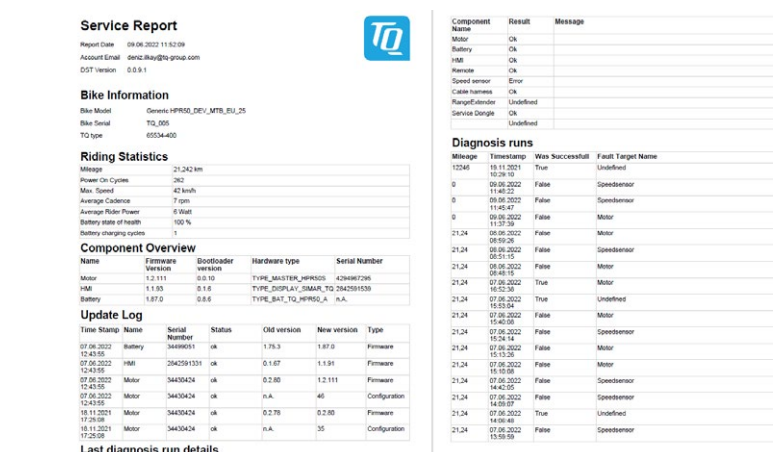 Service Report
TQ
Report Date 09.06.2022 11:52:09
Account Email deniz.ilkay@tq-group.com
DST Version 0.0.9.1
Bike Information
Bike Model Generic HPR50_DEV_MTB_EU_25
Bike Serial TQ_005
TQ type 65534-400
Riding Statistics
Mileage 21,242 km
Power On Cycles 262
Max. Speed 42 km/h
Average Cadence 7 rpm
Average Rider Power 6 Watt
Battery state of health 100 %
Battery charging cycles 1
Component Overview
Name Firmware Version Bootloader version Hardware type Serial Number
Motor 1.2.111 0.0.10 TYPE_MASTER_HPR50S 4294967295
HMI 1.1.93 0.1.6 TYPE_DISPLAY_SIMAR_TQ 2642591539
Battery 1.87.0 0.8.6 TYPE_BAT_TQ_HPR50_A n.A.
Update Log
Time Stamp Name Serial Number Status Old version New version Type
07.06.2022 12:43:55 Battery 34499051 ok 1.75.3 1.87.0 Firmware
07.06.2022 12:43:55 HMI 2642591331 ok 0.1.67 1.1.91 Firmware
07.06.2022 12:43:55 Motor 34430424 ok 0.2.80 1.2.111 Firmware
07.06.2022 12:43:55 Motor 34430424 ok n.A. 46 Configuration
18.11.2021 17:25:08 Motor 34430424 ok 0.2.78 0.2.80 Firmware
18.11.2021 17:25:08 Motor 34430424 ok n.A. 35 Configuration
Last diagnosis run details
Component Name Result Message
Motor Ok
Battery Ok
HMI Ok
Remote Ok
Speed sensor Error
Cable harness Ok
RangeExtender Undefined
Service Dongle Ok
Undefined
Diagnosis runs
Mileage Timestamp Was Successfull Fault Target Name
12246 19.11.2021 10:29:10 True Undefined
0 09.06.2022 11:48:22 False Speedsensor
0 09.06.2022 11:45:47 False Speedsensor
0 09.06.2022 11:37:39 False Motor
21,24 08.06.2022 08:59:26 False Motor
21,24 08.06.2022 08:51:15 False Speedsensor
21,24 08.06.2022 08:48:15 False Motor
21,24 07.06.2022 16:52:38 True Motor
21,24 07.06.2022 15:53:04 True Undefined
21,24 07.06.2022 15:40:08 False Motor
21,24 07.06.2022 15:24:14 False Speedsensor
21,24 07.06.2022 15:13:26 False Motor
21,24 07.06.2022 15:10:08 False Motor
21,24 07.06.2022 14:42:05 False Speedsensor
21,24 07.06.2022 14:09:07 False Speedsensor
21,24 07.06.2022 14:06:48 True Undefined
21,24 07.06.2022 13:59:59 False Speedsensor